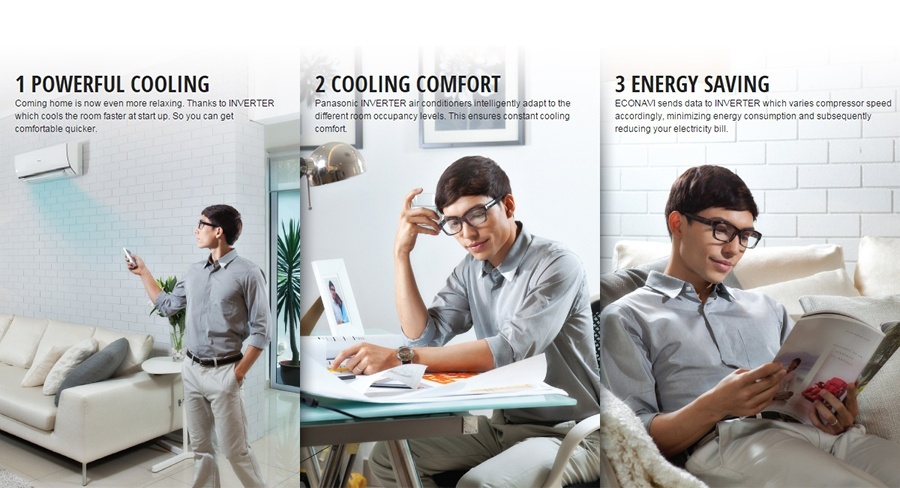 1 POWERFUL COOLING
Coming home is now even more relaxing. Thanks to INVERTER
which cools the room faster at start up. So you can get
comfortable quicker.
2 COOLING COMFORT
Panasonic INVERTER air conditioners intelligently adapt to the
different room occupancy levels. This ensures constant cooling
comfort.
3 ENERGY SAVING
ECONAVI sends data to INVERTER which varies compressor speed
accordingly, minimizing energy consumption and subsequently
reducing your electricity bill.